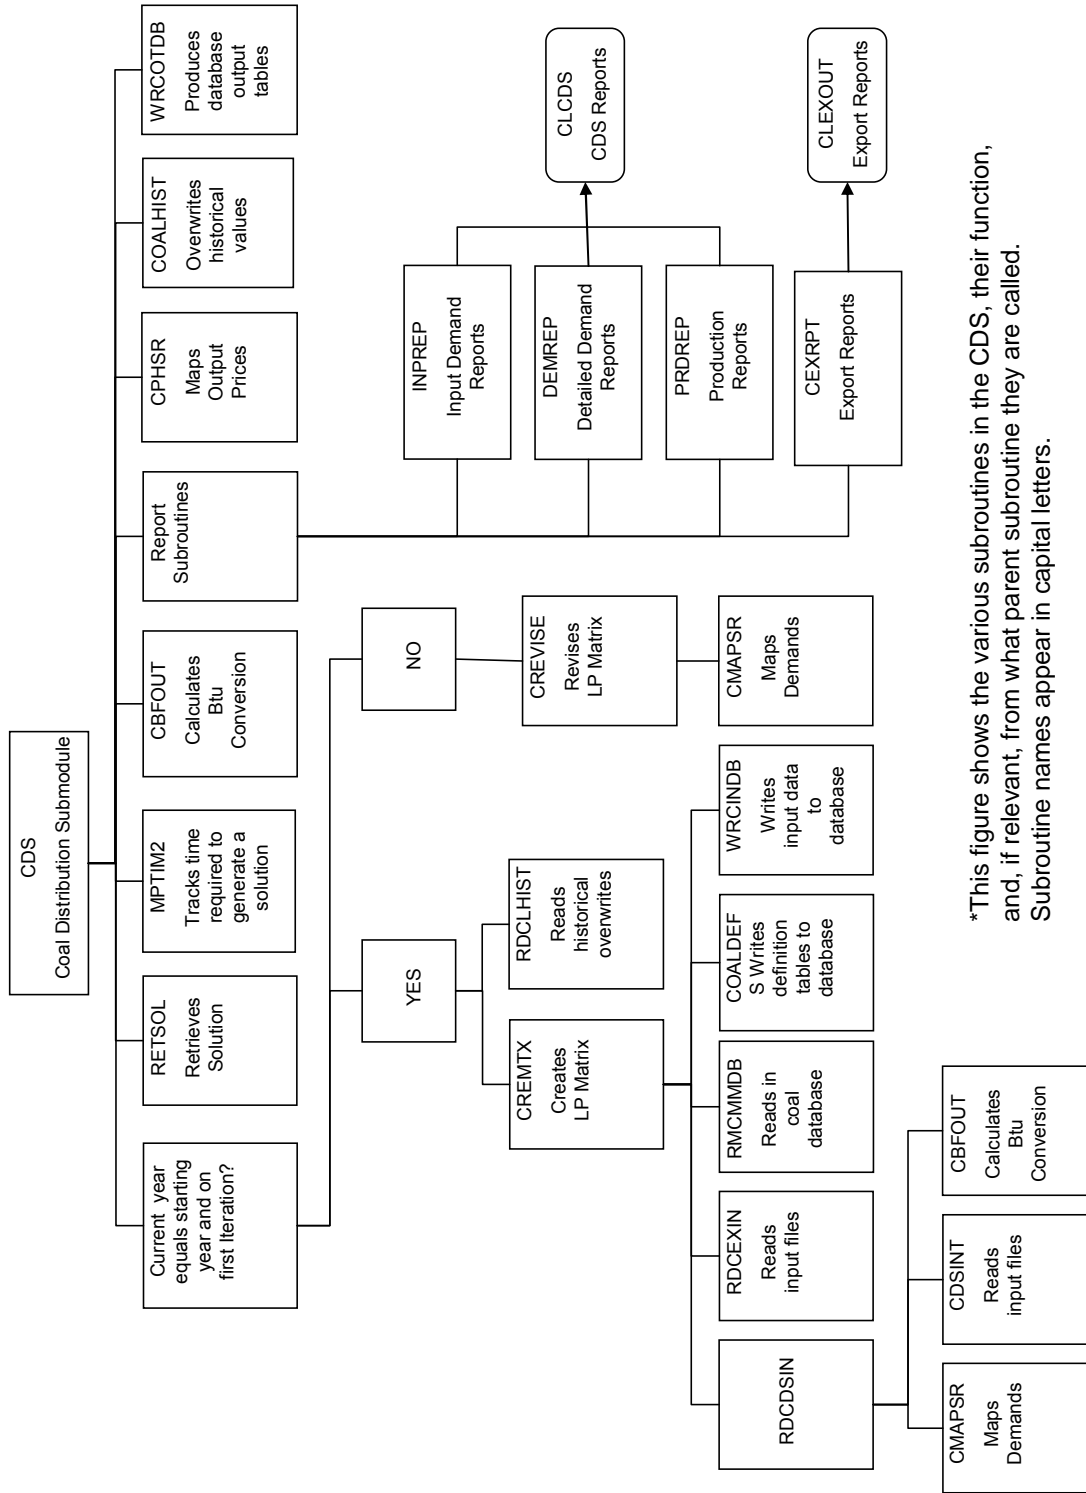 CDS
Coal Distribution Submodule
Current year
equals starting
year and on
first Iteration?
RETSOL
Retrieves
Solution
MPTIM2
Tracks time
required to
generate a
solution
CBFOUT
Calculates
Btu
Conversion
Report
Subroutines
CPHSR
Maps
Output
Prices
COALHIST
Overwrites
historical
values
WRCOTDB
Produces
database
output
tables
YES
NO
INPREP
Input Demand
Reports
DEMREP
Detailed Demand
Reports
PRDREP
Production
Reports
CEXRPT
Export Reports
CLCDS
CDS Reports
CLEXOUT
Export Reports
CREMTX
Creates
LP Matrix
RDCLHIST
Reads
historical
overwrites
CREVISE
Revises
LP Matrix
CMAPSR
Maps
Demands
RDCDSIN
RDCEXIN
Reads
input files
RMCMMDB
Reads in
coal
database
COALDEF
S Writes
definition
tables to
database
WRCINDB
Writes
input data
to
database
CMAPSR
Maps
Demands
CDSINT
Reads
input files
CBFOUT
Calculates
Btu
Conversion
*This figure shows the various subroutines in the CDS, their function,
and, if relevant, from what parent subroutine they are called.
Subroutine names appear in capital letters.